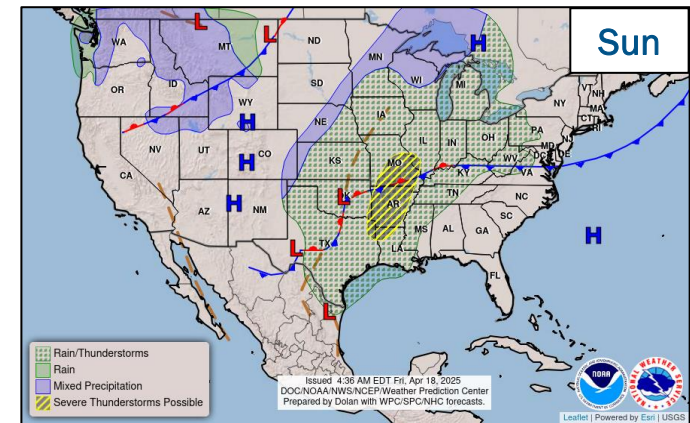 Sun
L
L
H
WA
MT
ND
MN
OR
ID
SD
WI
MI
WY
H
NE
IA
NY
VT
NH
MA
CT
RI
PA
NJ
NV
UT
H
CO
KS
MO
IL
IN
OH
MD
DE
DC
WV
VA
KY
CA
AZ
H
NM
L
AR
TN
NC
SC
L
TX
LA
MS
AL
GA
H
FL
L
Rain/Thunderstorms
Rain
Mixed Precipitation
Severe Thunderstorms Possible
Issued 4:36 AM EDT Fri, Apr 18, 2025
DOC/NOAA/NWS/NCEP/Weather Prediction Center
Prepared by Dolan with WPC/SPC/NHC forecasts.
NOAA
NATIONAL WEATHER SERVICE
Leaflet | Powered by Esri | USGS